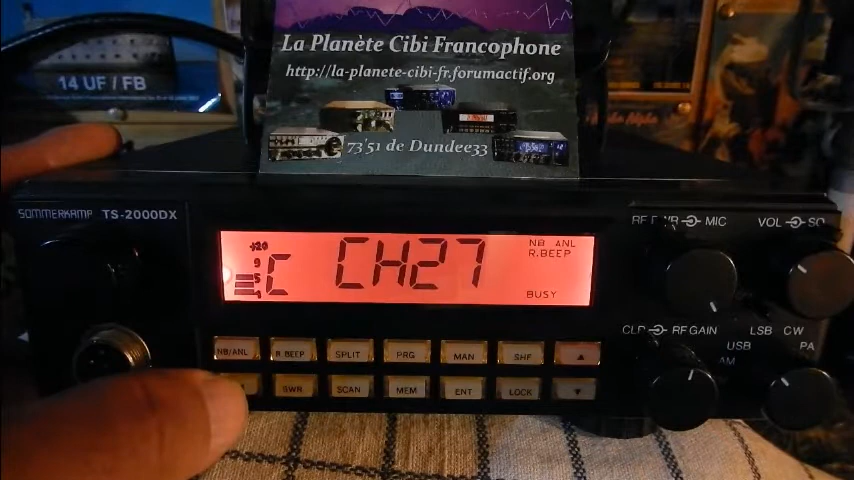 14 UF / FB
La Planète Cibi Francophone
http://la-planete-cibi-fr.forumactif.org
73'51 de Dundee33
SOMMERKAMP TS-2000DX
RF PWR MIC
VOL SQ
+20
9
5
1
C CH27
NB ANL
R.BEEP
BUSY
CLR RF GAIN
LSB CW
USB
PA
AM
NB/ANL R.BEEP SPLIT PRG MAN SHF ▲
SWR SCAN MEM ENT LOCK ▼